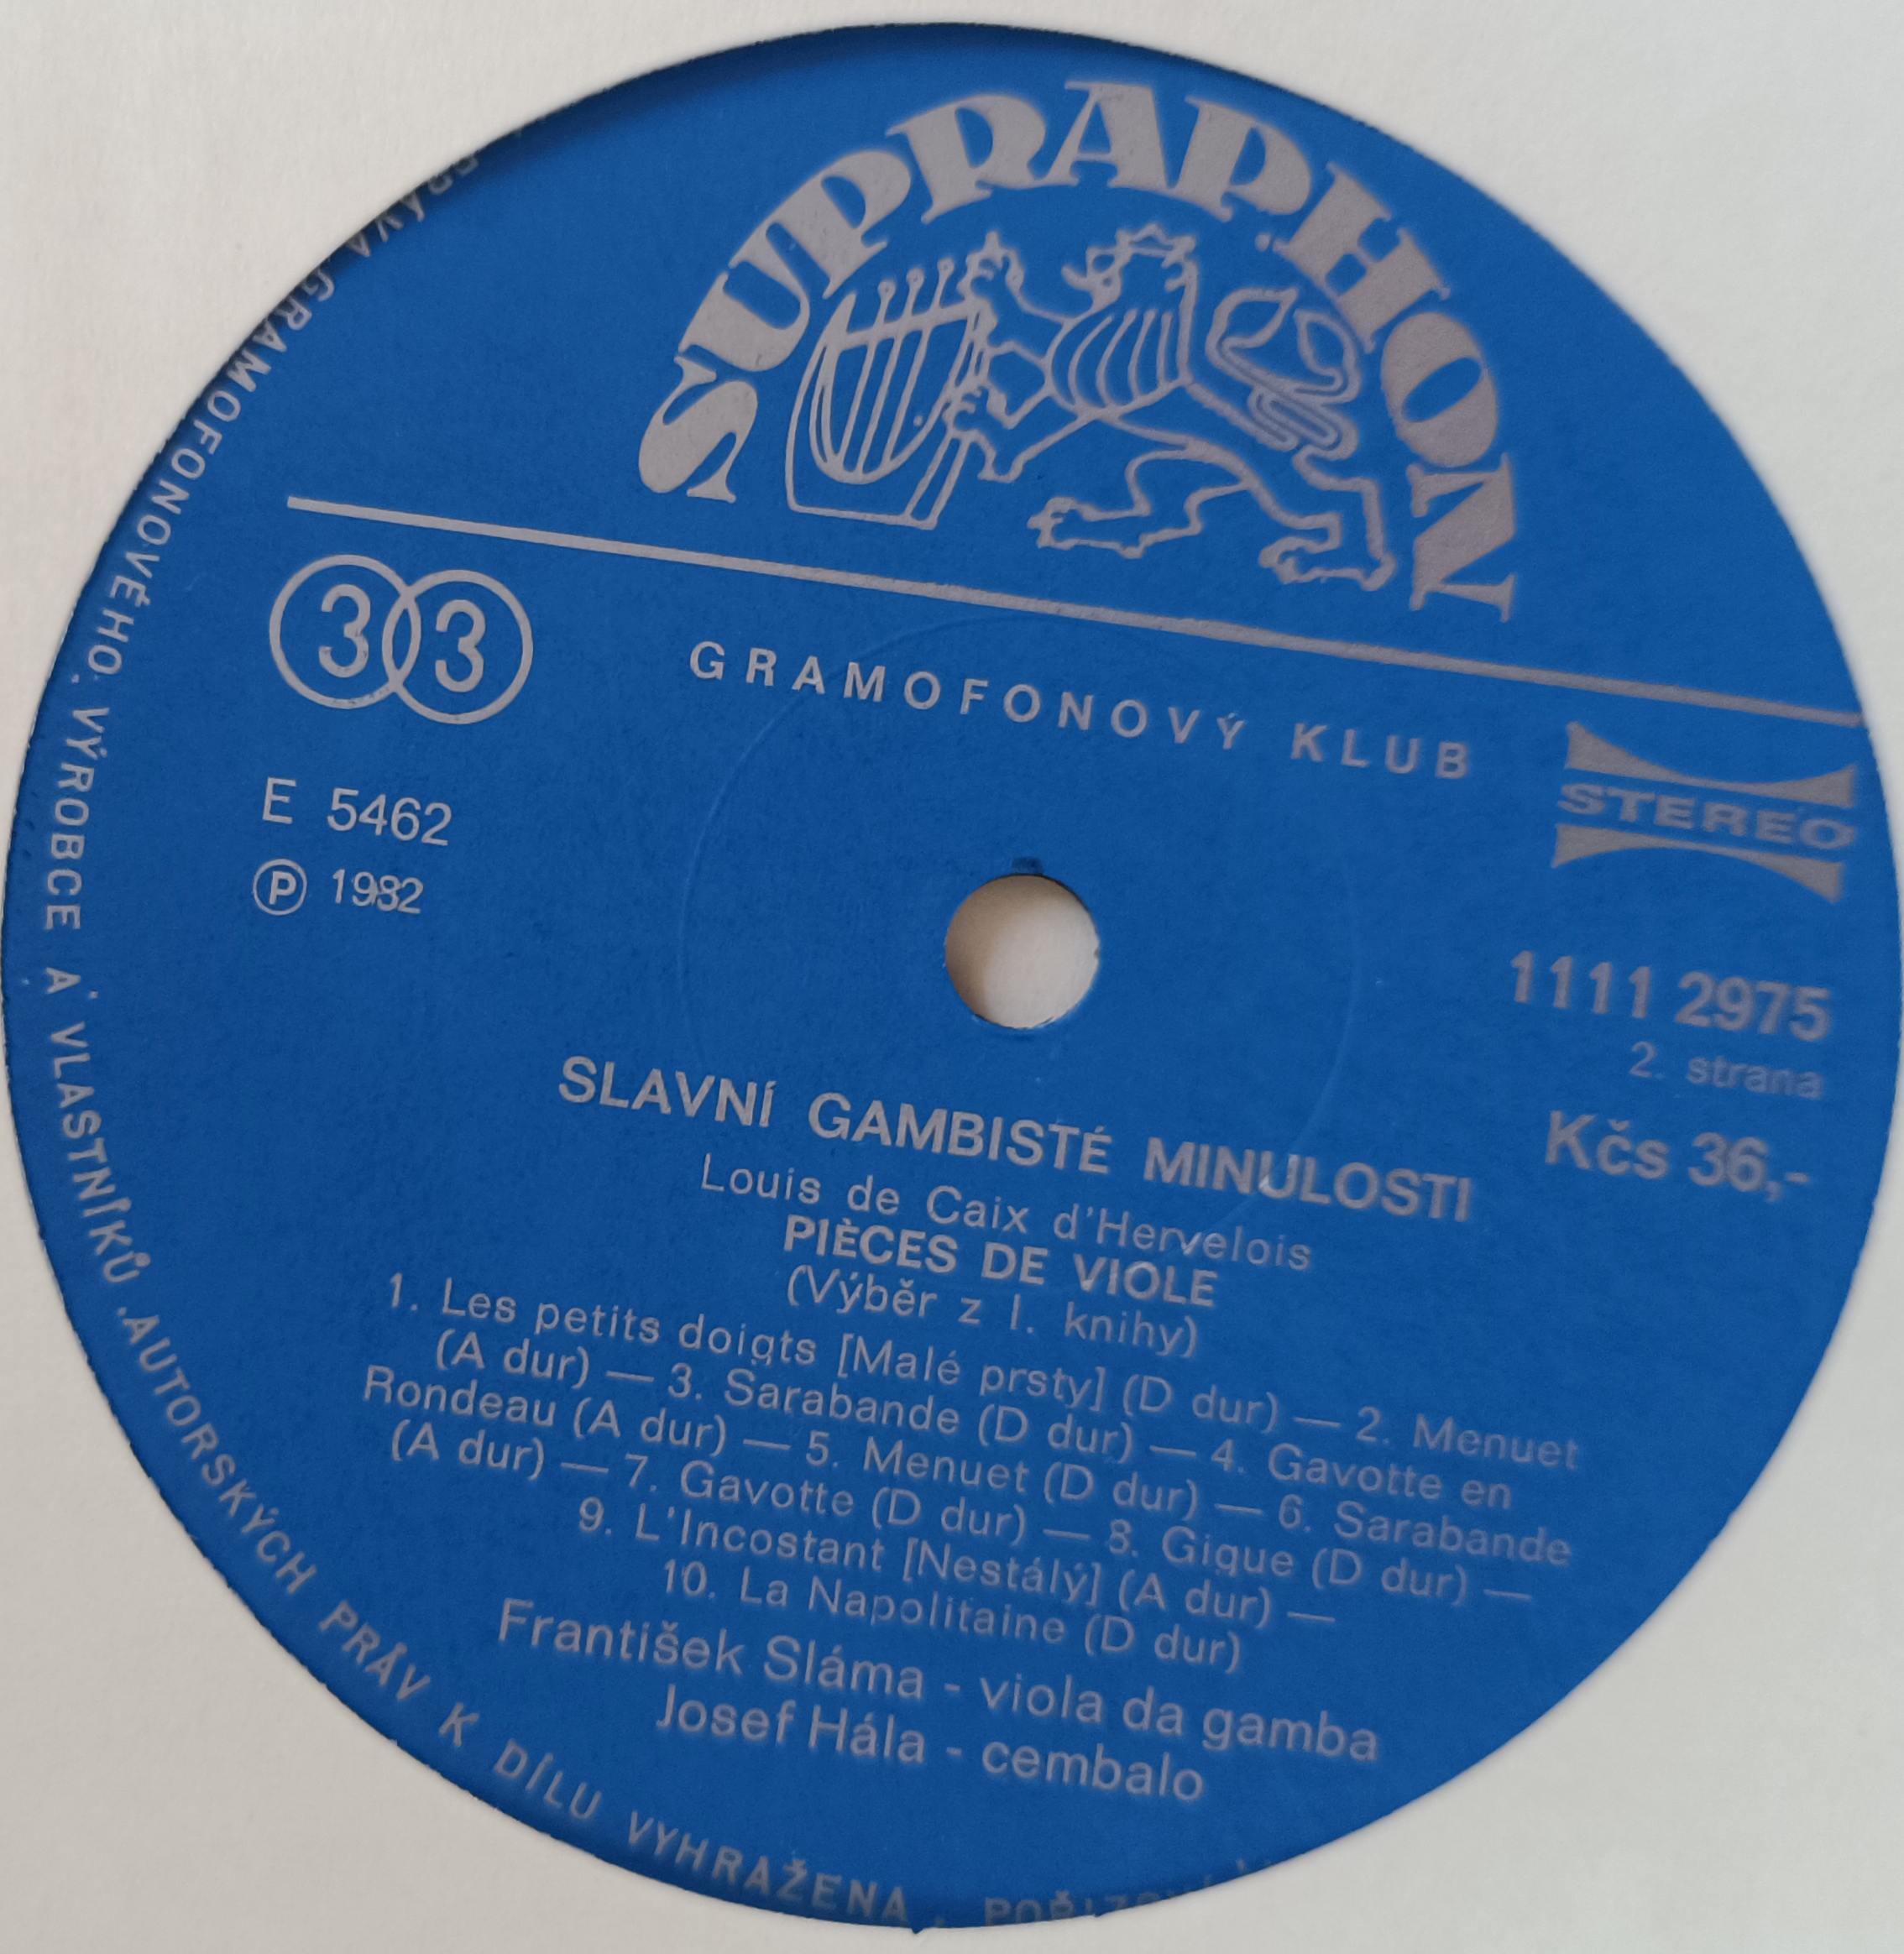 SUPRAPHON
33
GRAMOFONOVÝ KLUB
STEREO
E 5462
Ⓟ 1982
1111 2975
2. strana
Kčs 36,-
SLAVNÍ GAMBISTÉ MINULOSTI
Louis de Caix d'Hervelois
PIÈCES DE VIOLE
(Výběr z I. knihy)
1. Les petits doigts [Malé prsty] (D dur) — 2. Menuet
(A dur) — 3. Sarabande (D dur) — 4. Gavotte en
Rondeau (A dur) — 5. Menuet (D dur) — 6. Sarabande
(A dur) — 7. Gavotte (D dur) — 8. Gigue (D dur) —
9. L'Incostant [Nestálý] (A dur) —
10. La Napolitaine (D dur)
František Sláma - viola da gamba
Josef Hála - cembalo
PRÁVA GRAMOFONOVÉHO VÝROBCE A VLASTNÍKŮ AUTORSKÝCH PRÁV K DÍLU VYHRAŽENA.